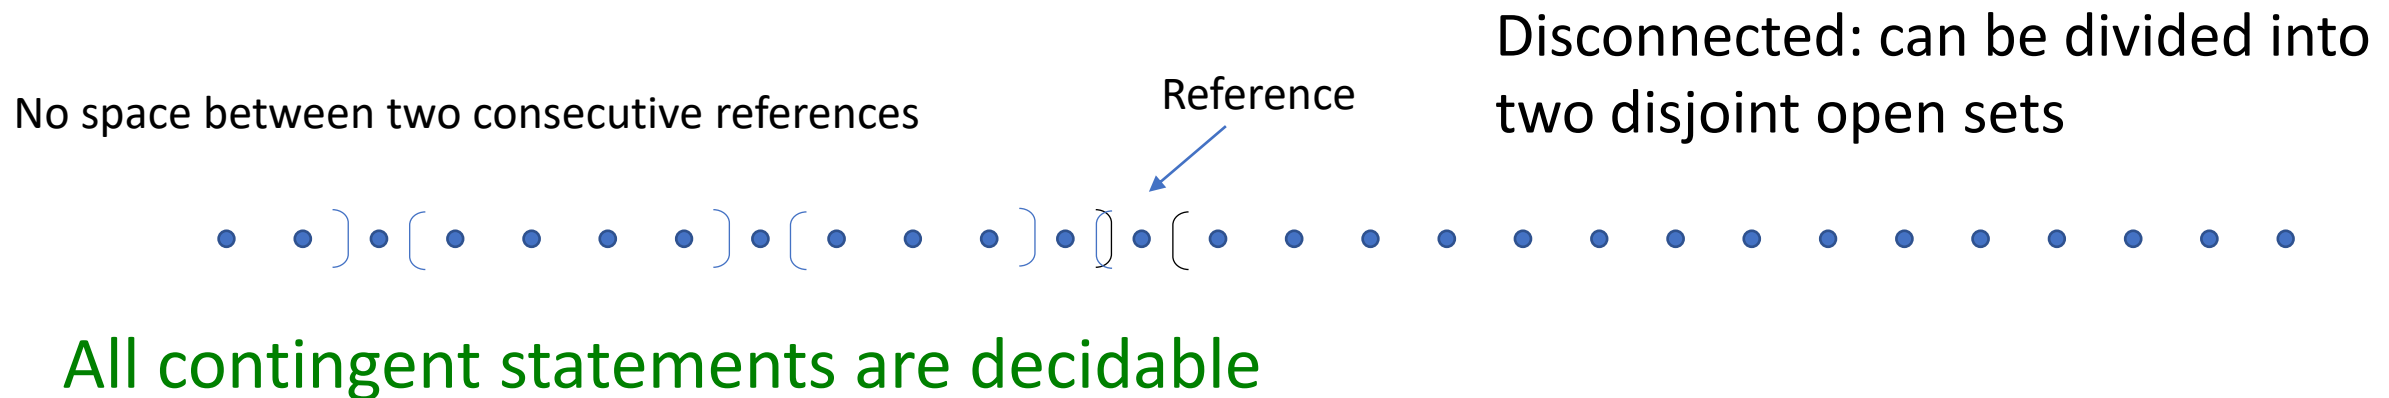 Disconnected: can be divided into
two disjoint open sets
Reference
No space between two consecutive references
All contingent statements are decidable